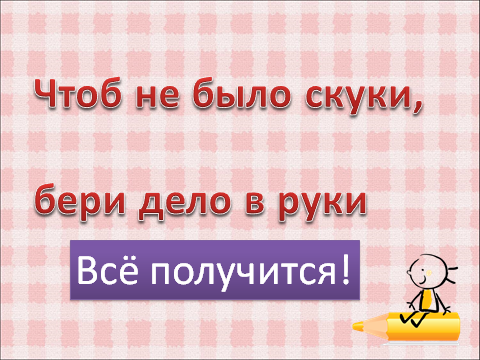 Чтоб не было скуки,
бери дело в руки
Всё получится!